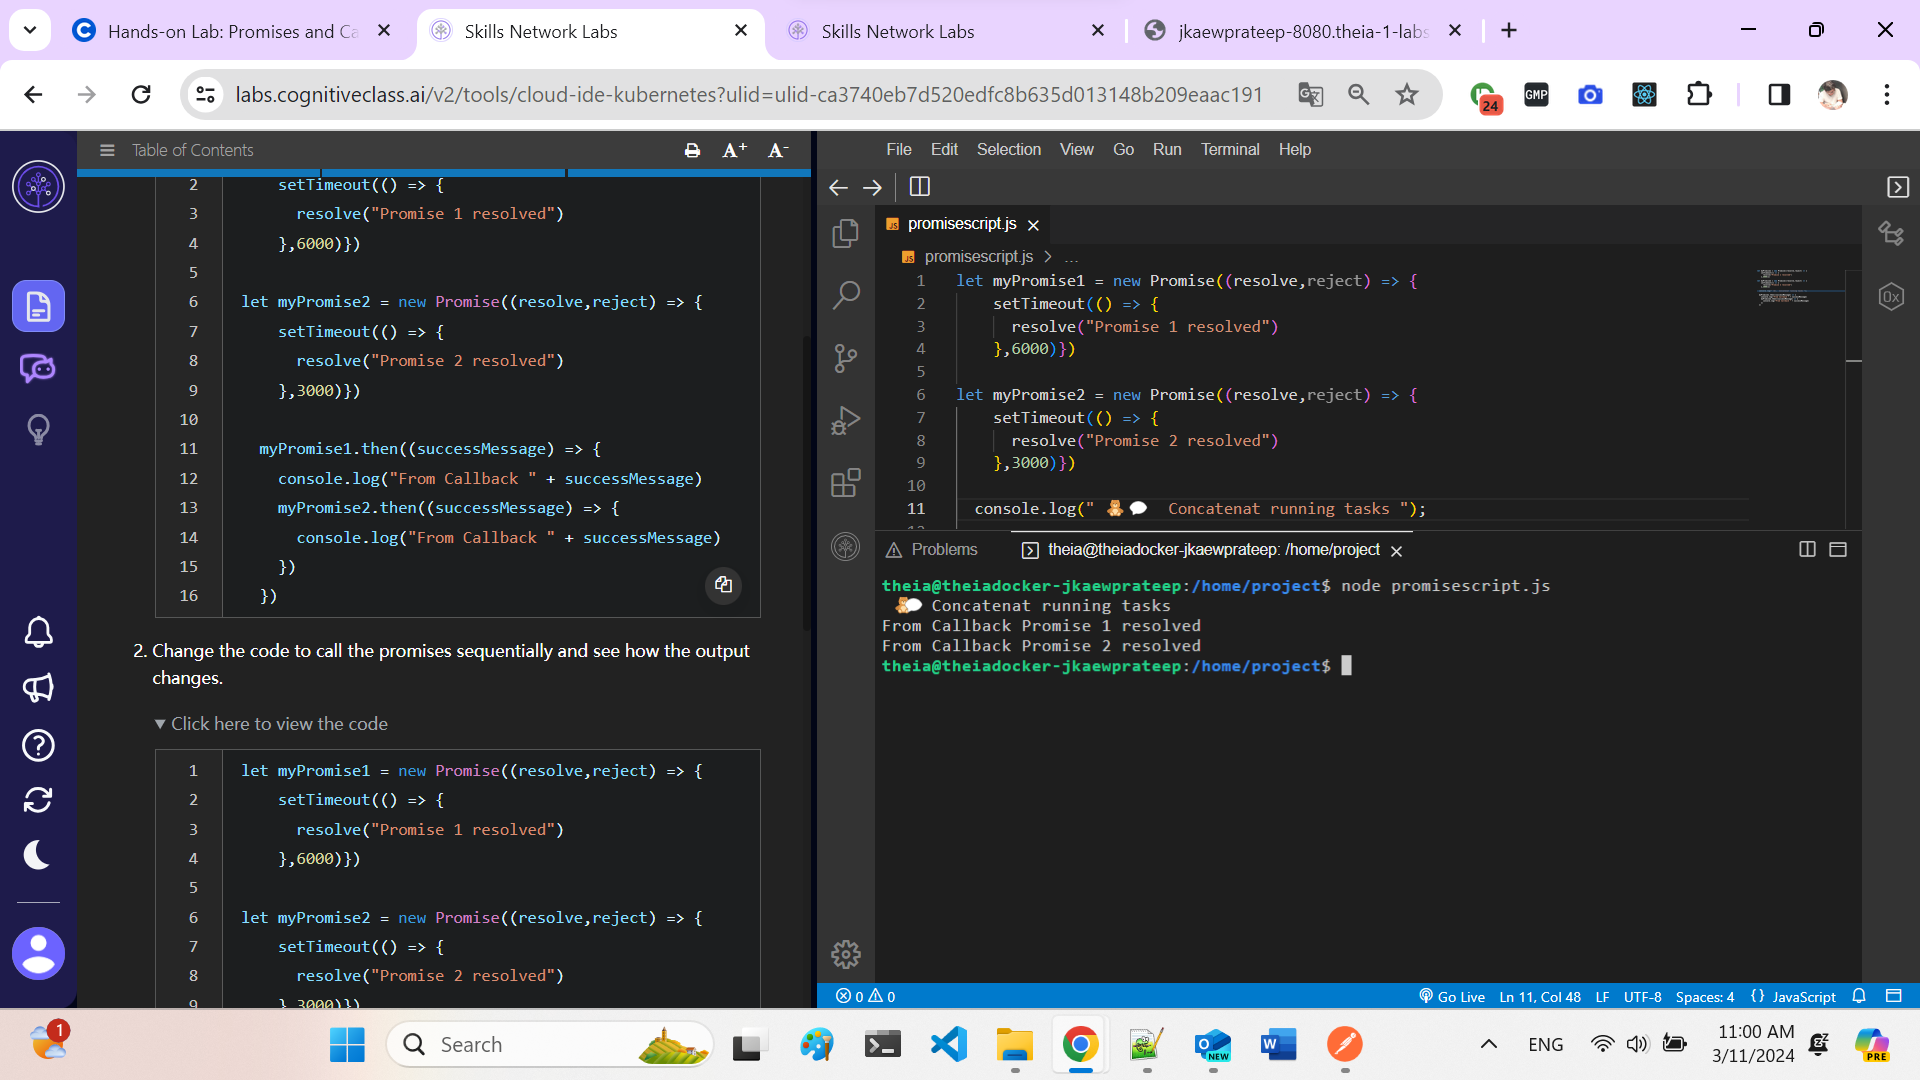 Hands-on Lab: Promises and Ca
Skills Network Labs
Skills Network Labs
jkaewprateep-8080.theia-1-labs
labs.cognitiveclass.ai/v2/tools/cloud-ide-kubernetes?ulid=ulid-ca3740eb7d520edfc8b635d013148b209eaac191
24
GMP
Table of Contents
A+ A-
2 setTimeout(() => {
3 resolve("Promise 1 resolved")
4 },6000)})
5
6 let myPromise2 = new Promise((resolve,reject) => {
7 setTimeout(() => {
8 resolve("Promise 2 resolved")
9 },3000)})
10
11 myPromise1.then((successMessage) => {
12 console.log("From Callback " + successMessage)
13 myPromise2.then((successMessage) => {
14 console.log("From Callback " + successMessage)
15 })
16 })
2. Change the code to call the promises sequentially and see how the output
changes.
▼ Click here to view the code
1 let myPromise1 = new Promise((resolve,reject) => {
2 setTimeout(() => {
3 resolve("Promise 1 resolved")
4 },6000)})
5
6 let myPromise2 = new Promise((resolve,reject) => {
7 setTimeout(() => {
8 resolve("Promise 2 resolved")
9 },3000)})
File Edit Selection View Go Run Terminal Help
JS promisescript.js
JS promisescript.js > ...
1 let myPromise1 = new Promise((resolve,reject) => {
2 setTimeout(() => {
3 resolve("Promise 1 resolved")
4 },6000)})
5
6 let myPromise2 = new Promise((resolve,reject) => {
7 setTimeout(() => {
8 resolve("Promise 2 resolved")
9 },3000)})
10
11 console.log(" 🧸💬 Concatenat running tasks ");
Problems
theia@theiadocker-jkaewprateep: /home/project
theia@theiadocker-jkaewprateep:/home/project$ node promisescript.js
🧸💬 Concatenat running tasks
From Callback Promise 1 resolved
From Callback Promise 2 resolved
theia@theiadocker-jkaewprateep:/home/project$
0x
0 0
Go Live Ln 11, Col 48 LF UTF-8 Spaces: 4 {} JavaScript
1
Search
NEW
ENG
11:00 AM
3/11/2024
PRE